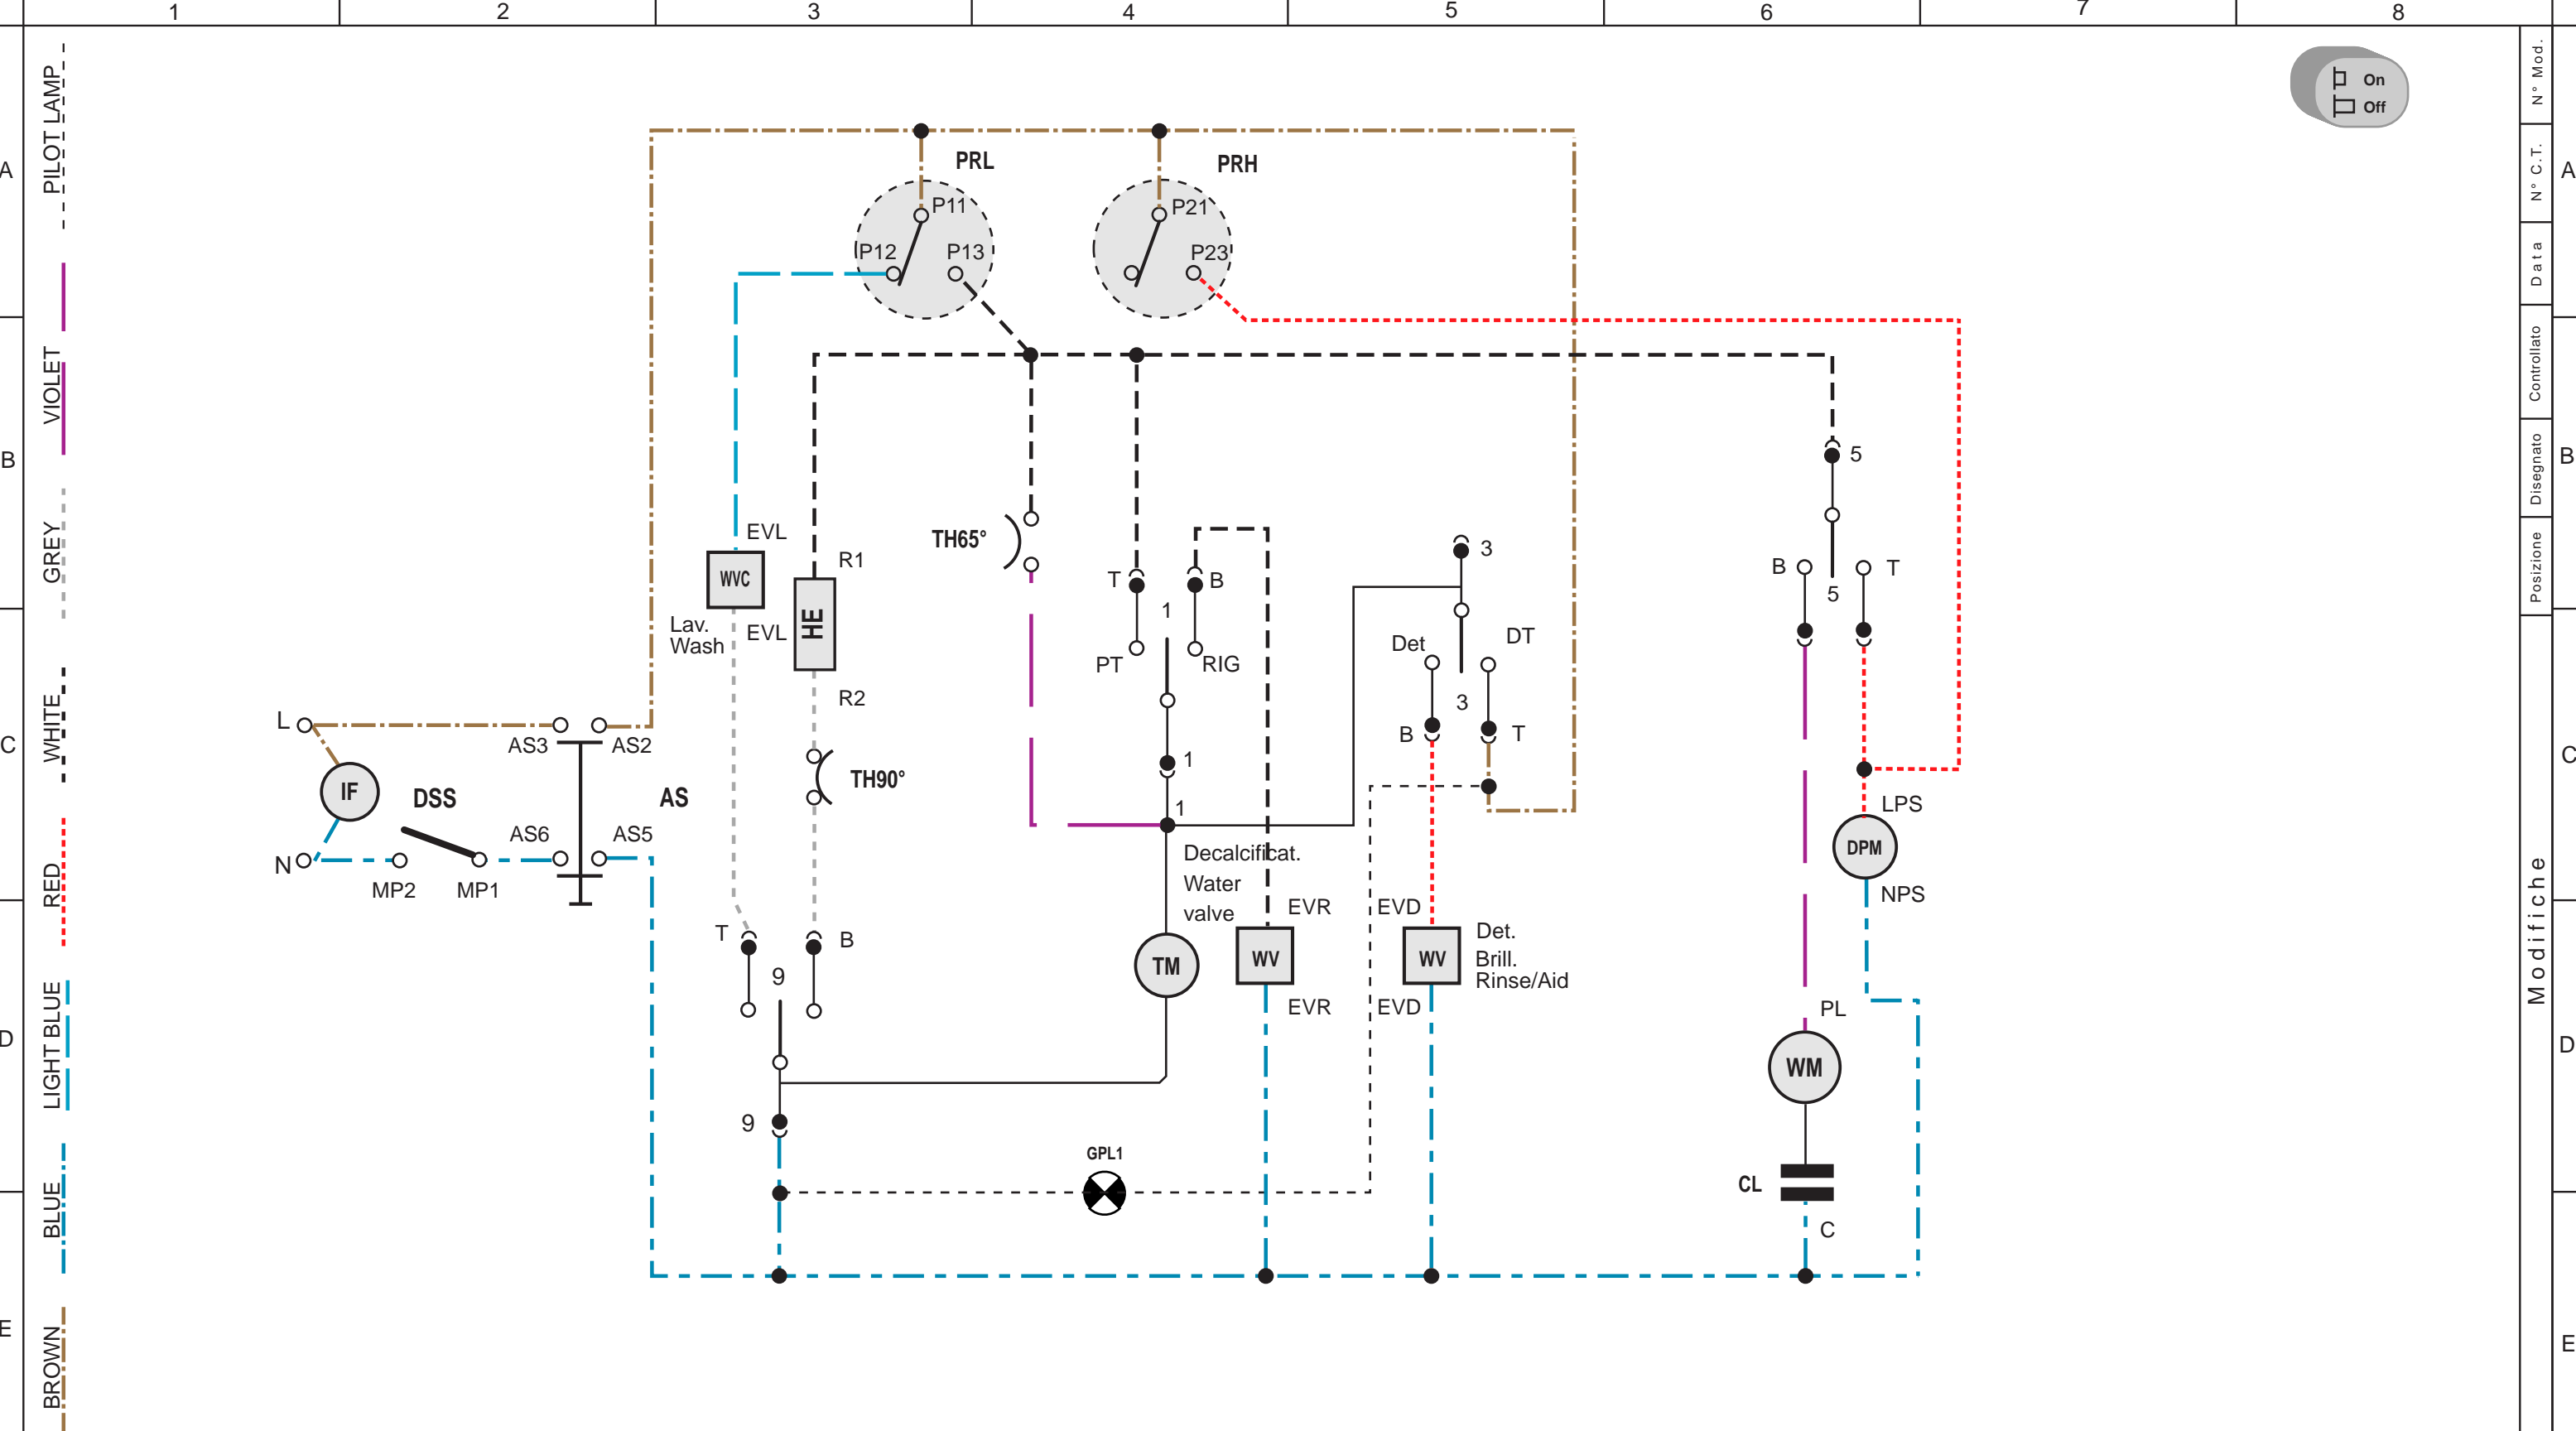 1 2 3 4 5 6 7 8
A
B
C
D
E
PILOT LAMP
VIOLET
GREY
WHITE
RED
LIGHT BLUE
BLUE
BROWN
On
Off
PRL
PRH
P11
P12
P13
P21
P23
EVL
WVC
EVL
Lav.
Wash
R1
HE
R2
TH65°
TH90°
T
B
1
PT
RIG
1
1
3
Det
DT
3
B
T
5
B
T
5
L
AS3
AS2
IF
DSS
AS
AS6
AS5
N
MP2
MP1
LPS
DPM
NPS
Decalcificat.
Water
valve
EVR
EVD
T
B
9
TM
WV
WV
Det.
Brill.
Rinse/Aid
EVR
EVD
PL
WM
9
GPL1
CL
C
N° Mod.
N° C.T.
Data
Controllato
Disegnato
Posizione
Modifiche
A
B
C
D
E